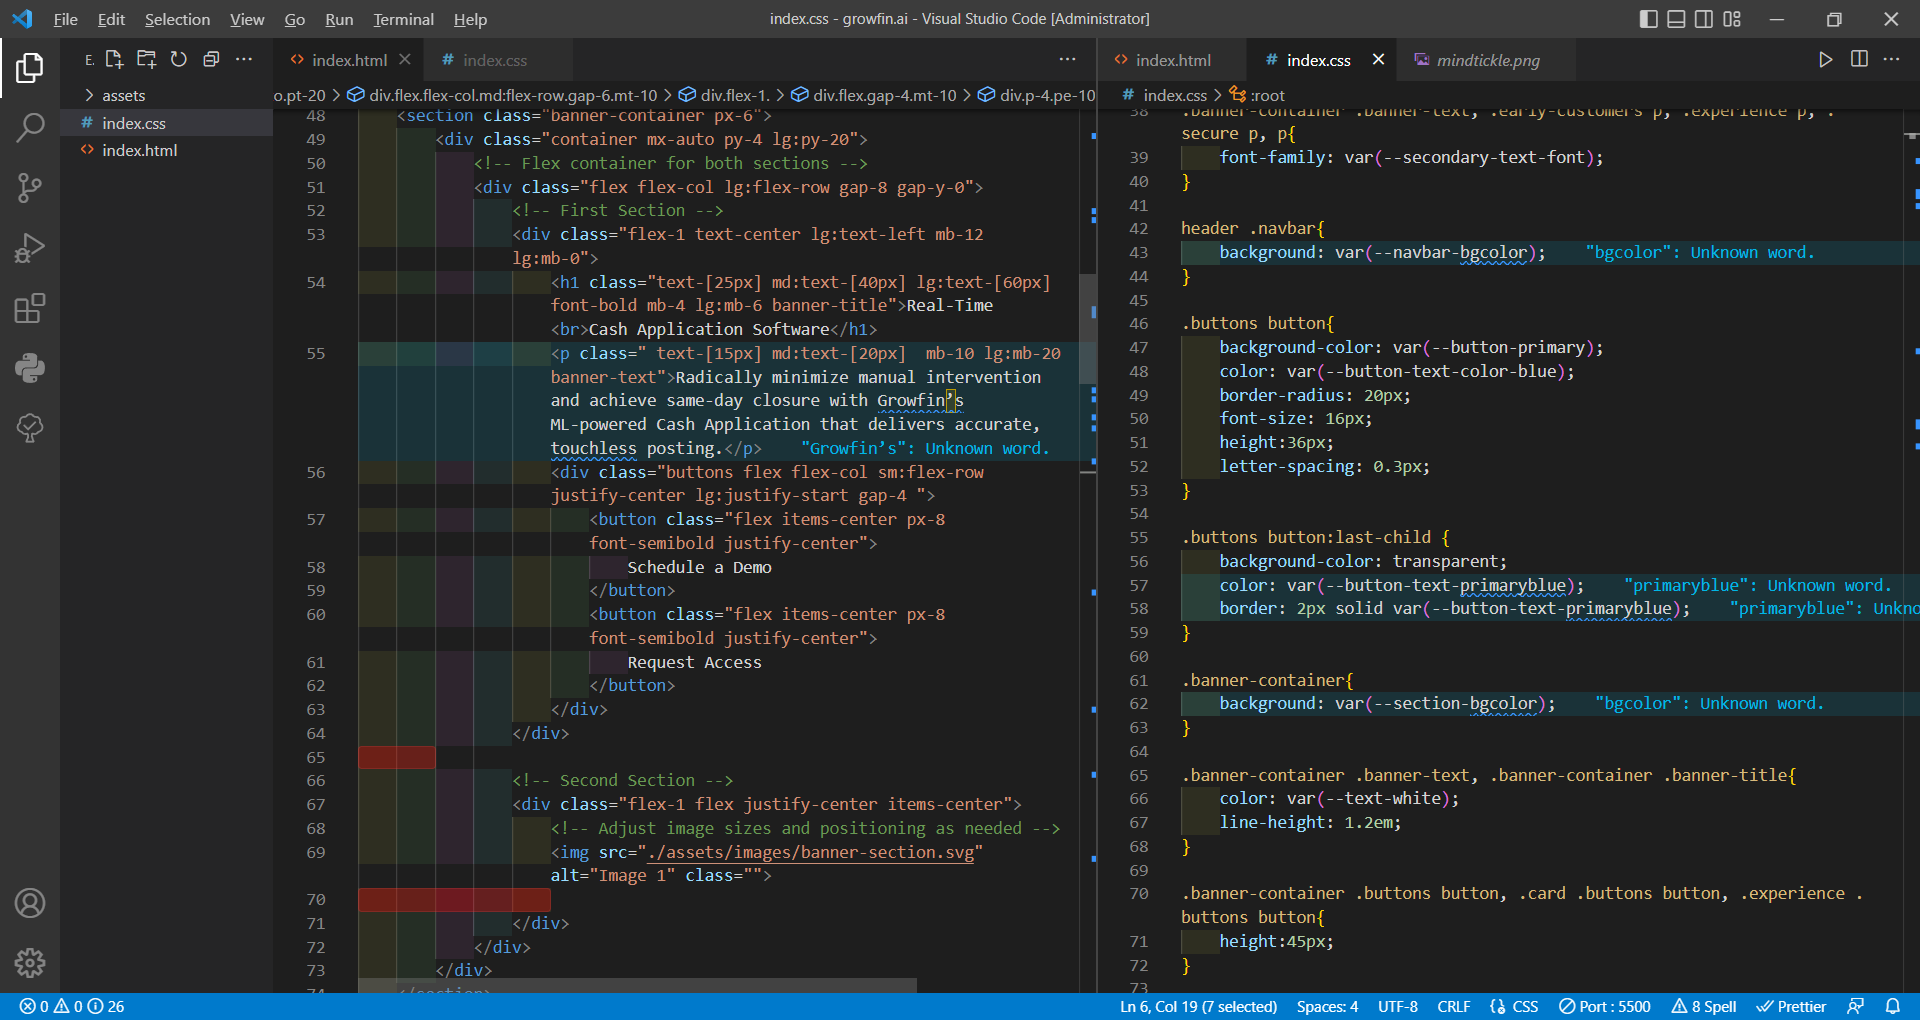 File Edit Selection View Go Run Terminal Help
index.css - growfin.ai - Visual Studio Code [Administrator]
E.
assets
index.css
index.html
index.html
index.css
o.pt-20 > div.flex.flex-col.md:flex-row.gap-6.mt-10 > div.flex-1. > div.flex.gap-4.mt-10 > div.p-4.pe-10
48 <section class="banner-container px-6">
49 <div class="container mx-auto py-4 lg:py-20">
50 <!-- Flex container for both sections -->
51 <div class="flex flex-col lg:flex-row gap-8 gap-y-0">
52 <!-- First Section -->
53 <div class="flex-1 text-center lg:text-left mb-12
lg:mb-0">
54 <h1 class="text-[25px] md:text-[40px] lg:text-[60px]
font-bold mb-4 lg:mb-6 banner-title">Real-Time
<br>Cash Application Software</h1>
55 <p class=" text-[15px] md:text-[20px]  mb-10 lg:mb-20
banner-text">Radically minimize manual intervention
and achieve same-day closure with Growfin’s
ML-powered Cash Application that delivers accurate,
touchless posting.</p> "Growfin’s": Unknown word.
56 <div class="buttons flex flex-col sm:flex-row
justify-center lg:justify-start gap-4 ">
57 <button class="flex items-center px-8
font-semibold justify-center">
58 Schedule a Demo
59 </button>
60 <button class="flex items-center px-8
font-semibold justify-center">
61 Request Access
62 </button>
63 </div>
64 </div>
65
66 <!-- Second Section -->
67 <div class="flex-1 flex justify-center items-center">
68 <!-- Adjust image sizes and positioning as needed -->
69 <img src="./assets/images/banner-section.svg"
alt="Image 1" class="">
70
71 </div>
72 </div>
73 </div>
74 </section>
index.html
index.css
mindtickle.png
index.css > :root
38 .banner-container .banner-text, .early-customers p, .experience p, .
secure p, p{
39 font-family: var(--secondary-text-font);
40 }
41
42 header .navbar{
43 background: var(--navbar-bgcolor); "bgcolor": Unknown word.
44 }
45
46 .buttons button{
47 background-color: var(--button-primary);
48 color: var(--button-text-color-blue);
49 border-radius: 20px;
50 font-size: 16px;
51 height:36px;
52 letter-spacing: 0.3px;
53 }
54
55 .buttons button:last-child {
56 background-color: transparent;
57 color: var(--button-text-primaryblue); "primaryblue": Unknown word.
58 border: 2px solid var(--button-text-primaryblue); "primaryblue": Unkno
59 }
60
61 .banner-container{
62 background: var(--section-bgcolor); "bgcolor": Unknown word.
63 }
64
65 .banner-container .banner-text, .banner-container .banner-title{
66 color: var(--text-white);
67 line-height: 1.2em;
68 }
69
70 .banner-container .buttons button, .card .buttons button, .experience .
buttons button{
71 height:45px;
72 }
73
0 0 26
Ln 6, Col 19 (7 selected) Spaces: 4 UTF-8 CRLF CSS Port : 5500 8 Spell Prettier